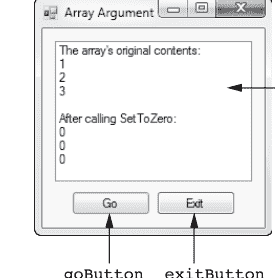 Array Argument
The array's original contents:
1
2
3
After calling SetToZero:
0
0
0
Go Exit
goButton exitButton